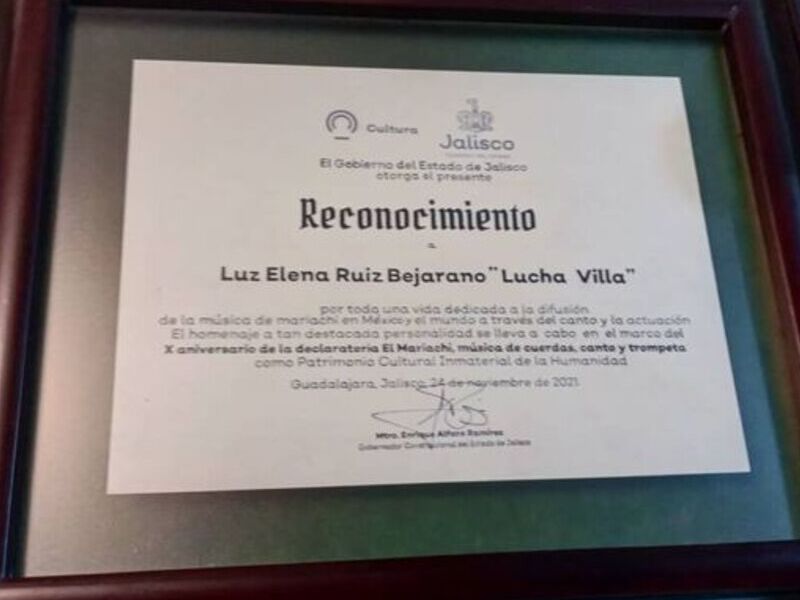 Cultura
Jalisco
El Gobierno del Estado de Jalisco
otorga el presente
Reconocimiento
a
Luz Elena Ruiz Bejarano "Lucha Villa"
por toda una vida dedicada a la difusión
de la música de mariachi en México y el mundo a través del canto y la actuación
El homenaje a tan destacada personalidad se lleva a cabo en el marco del
X aniversario de la declaratoria El Mariachi, música de cuerdas, canto y trompeta
como Patrimonio Cultural Inmaterial de la Humanidad
Guadalajara, Jalisco, 24 de noviembre de 2021
Mtro. Enrique Alfaro Ramírez
Gobernador Constitucional del Estado de Jalisco